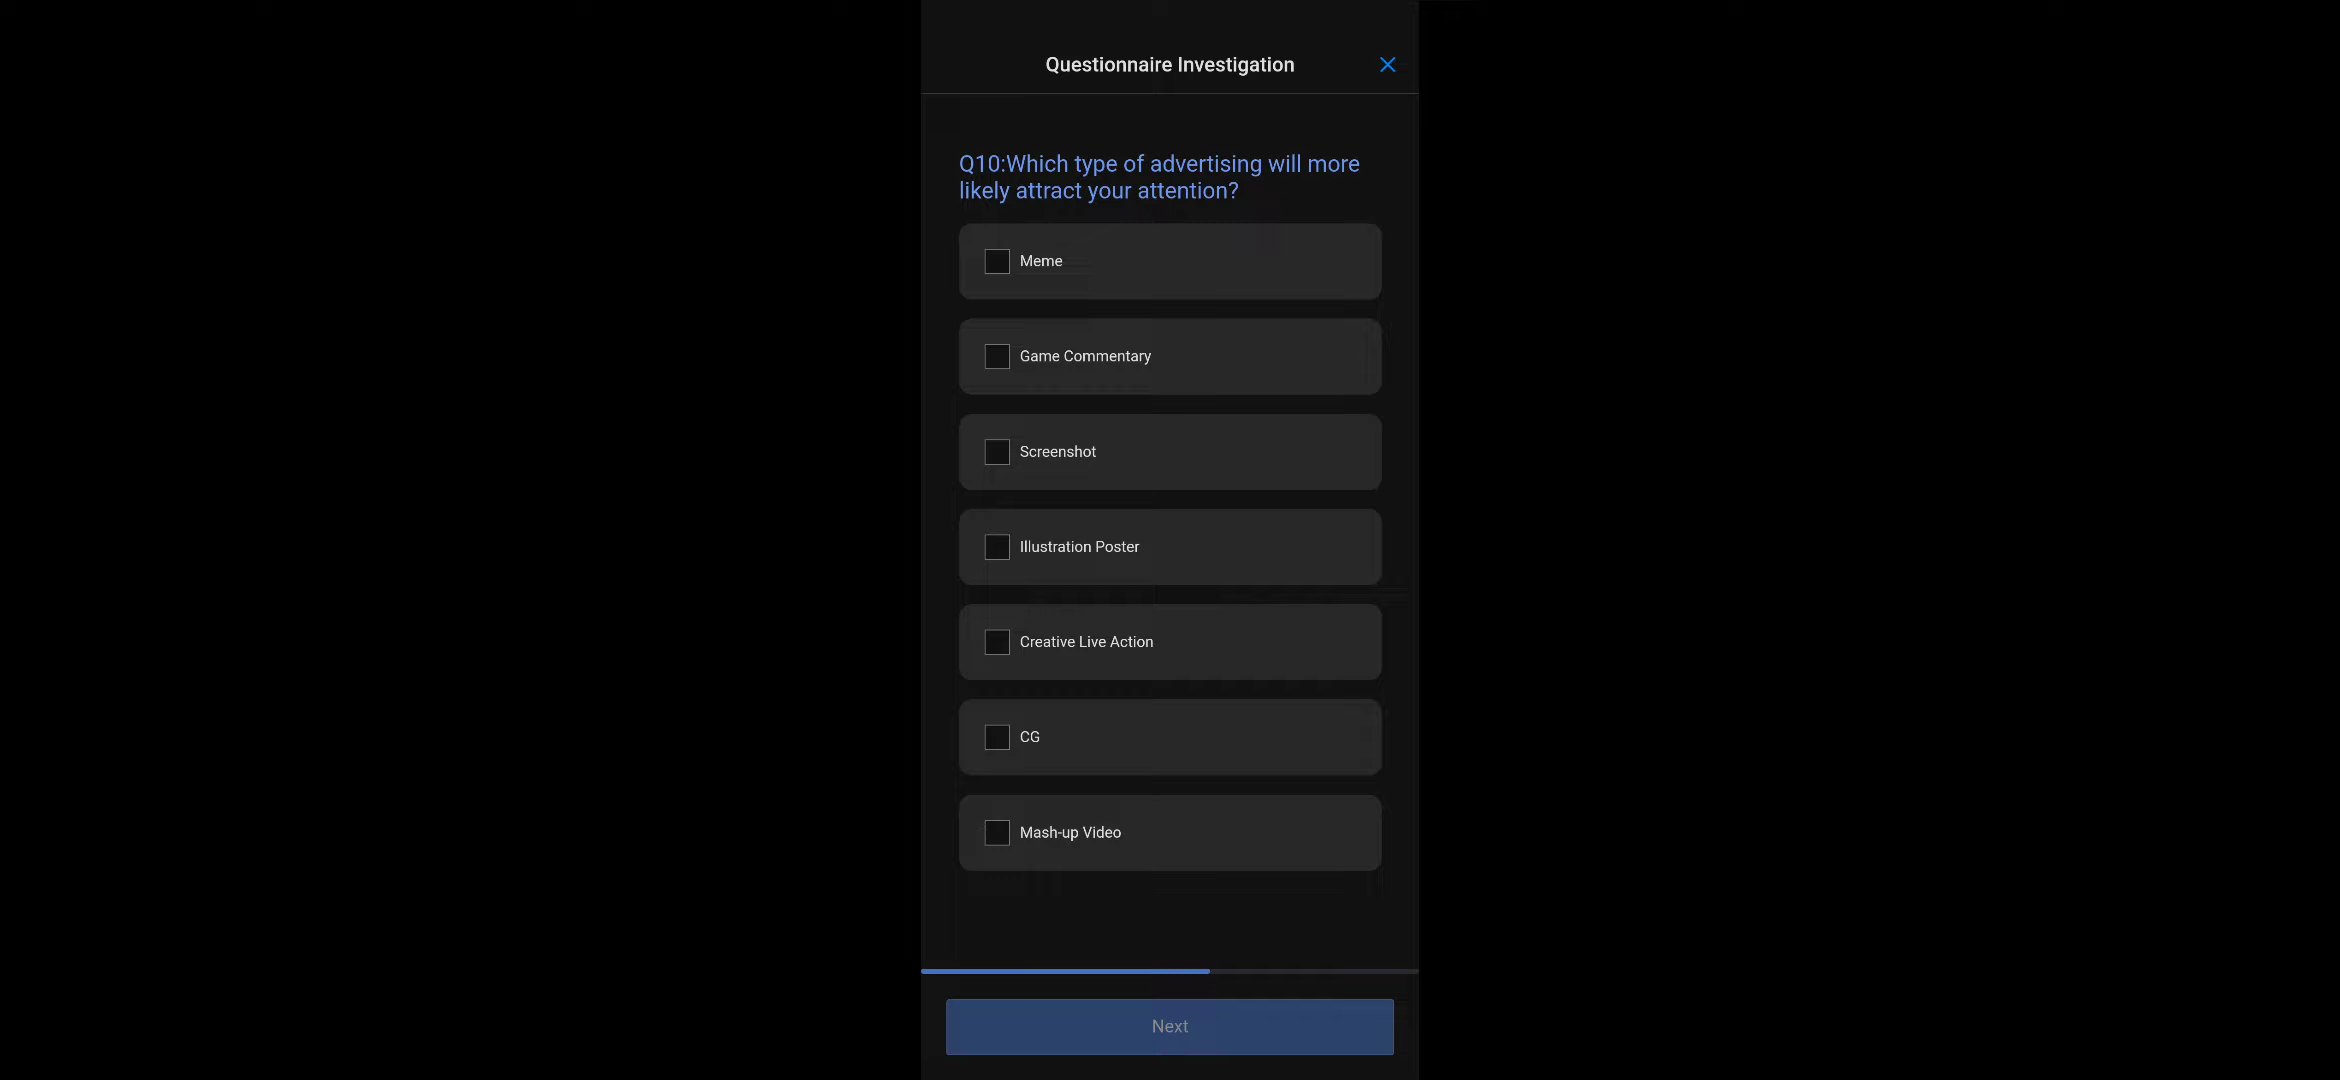 Questionnaire Investigation
Q10:Which type of advertising will more
likely attract your attention?
Meme
Game Commentary
Screenshot
Illustration Poster
Creative Live Action
CG
Mash-up Video
Next